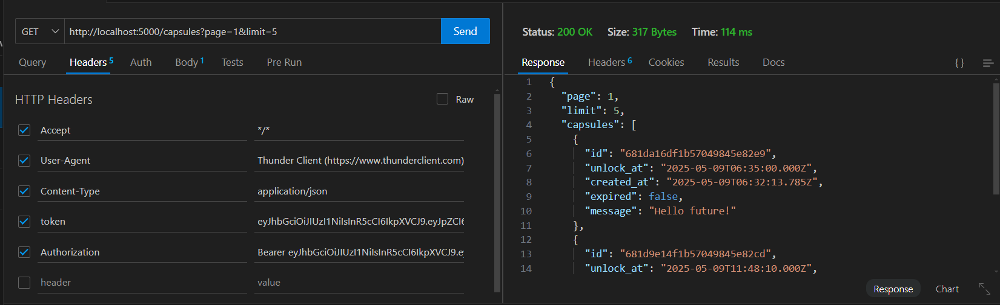 GET http://localhost:5000/capsules?page=1&limit=5 Send
Query Headers 5 Auth Body 1 Tests Pre Run
HTTP Headers Raw
Accept */*
User-Agent Thunder Client (https://www.thunderclient.com)
Content-Type application/json
token eyJhbGciOiJIUzI1NiIsInR5cCI6IkpXVCJ9.eyJpZCI6
Authorization Bearer eyJhbGciOiJIUzI1NiIsInR5cCI6IkpXVCJ9.ey
header value
Status: 200 OK Size: 317 Bytes Time: 114 ms
Response Headers 6 Cookies Results Docs {}
1 {
2 "page": 1,
3 "limit": 5,
4 "capsules": [
5 {
6 "id": "681da16df1b57049845e82e9",
7 "unlock_at": "2025-05-09T06:35:00.000Z",
8 "created_at": "2025-05-09T06:32:13.785Z",
9 "expired": false,
10 "message": "Hello future!"
11 },
12 {
13 "id": "681d9e14f1b57049845e82cd",
14 "unlock_at": "2025-05-09T11:48:10.000Z",
Response Chart